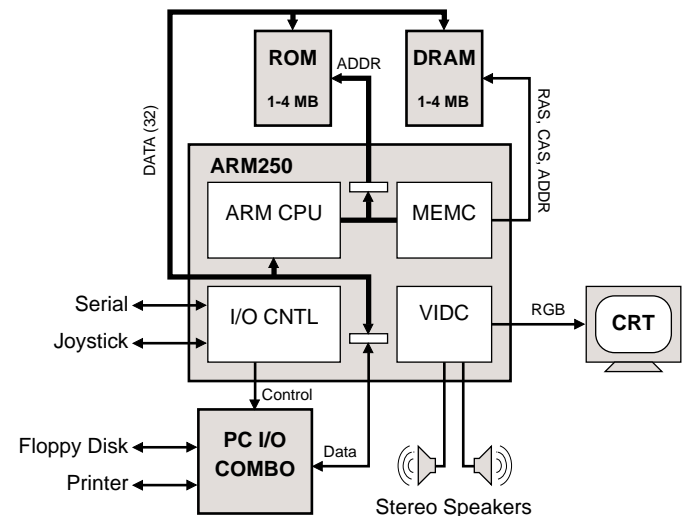 ROM
1-4 MB
ADDR
DRAM
1-4 MB
DATA (32)
RAS, CAS, ADDR
ARM250
ARM CPU
MEMC
Serial
Joystick
I/O CNTL
VIDC
RGB
CRT
Control
Floppy Disk
Printer
PC I/O
COMBO
Data
Stereo Speakers